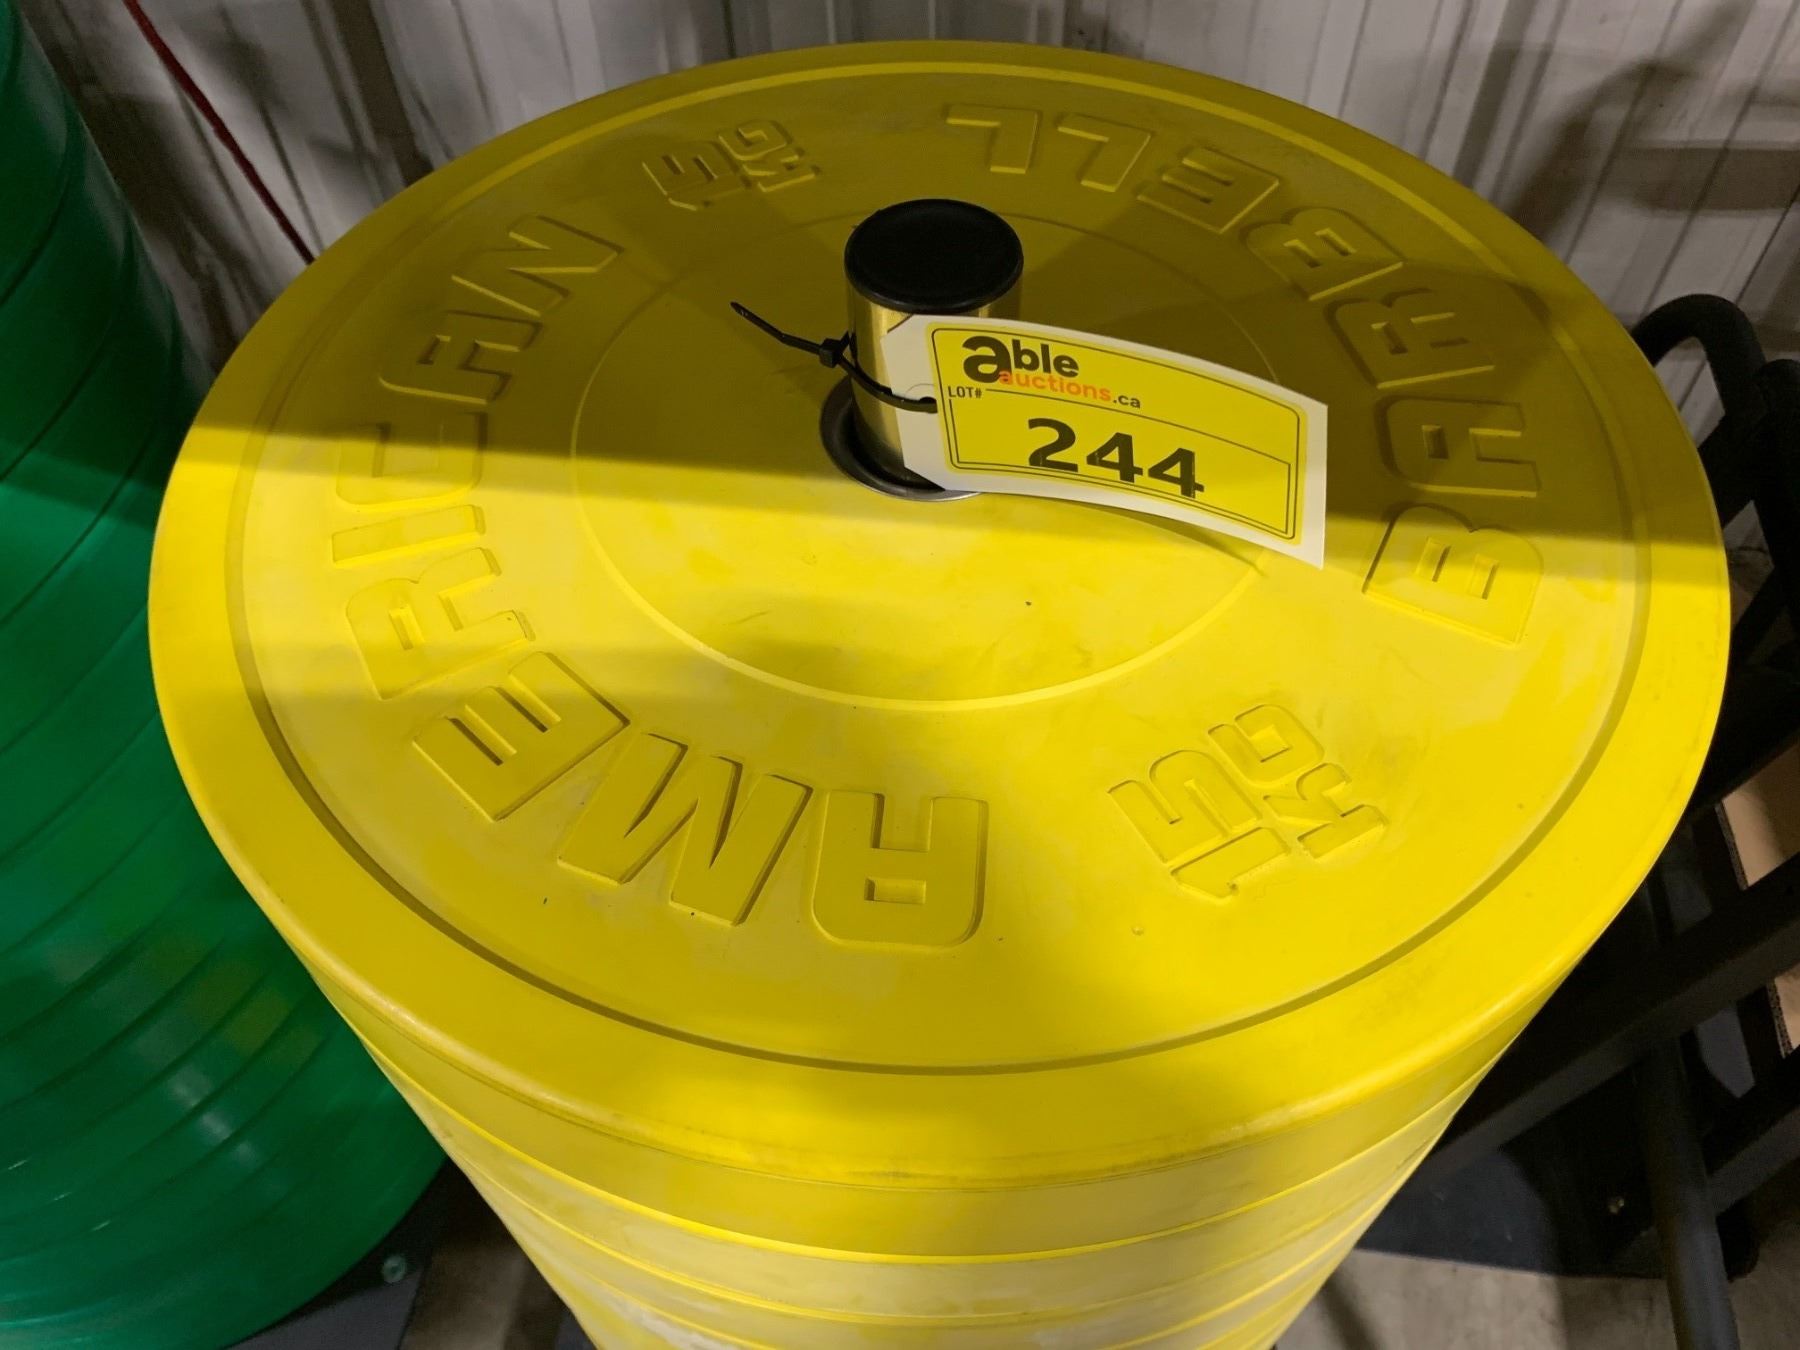 AMERICAN
BARBELL
15 KG
15 KG
able
auctions.ca
LOT#
244